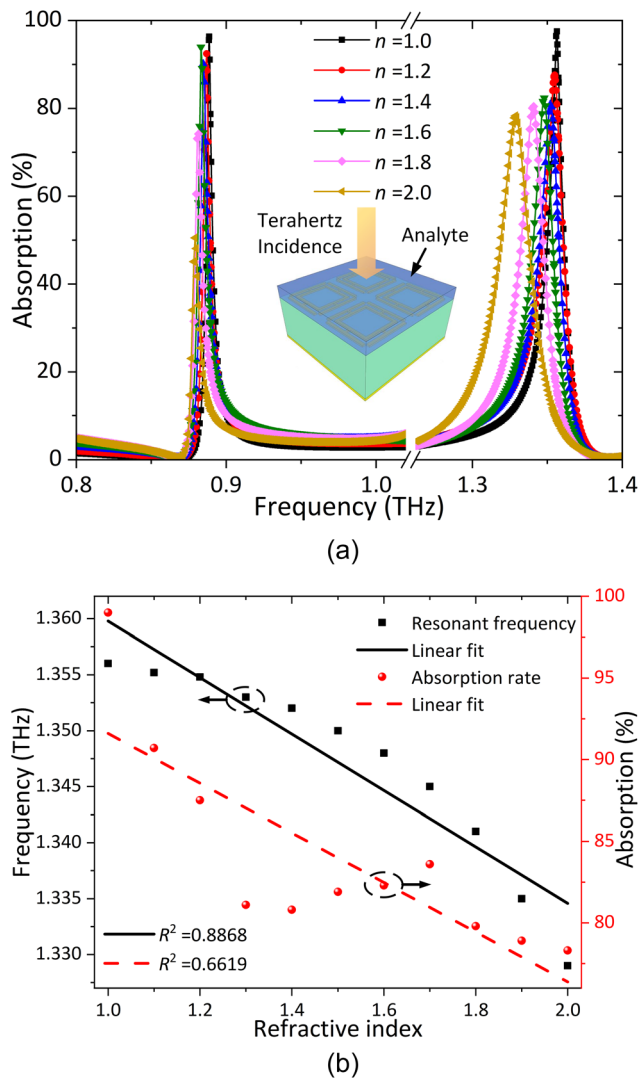 100
80
60
40
20
0
Absorption (%)
n =1.0
n =1.2
n =1.4
n =1.6
n =1.8
n =2.0
Terahertz
Incidence
Analyte
0.8 0.9 1.0 1.3 1.4
Frequency (THz)
(a)
1.360
1.355
1.350
1.345
1.340
1.335
1.330
Frequency (THz)
Resonant frequency
Linear fit
Absorption rate
Linear fit
R² =0.8868
R² =0.6619
100
95
90
85
80
Absorption (%)
1.0 1.2 1.4 1.6 1.8 2.0
Refractive index
(b)